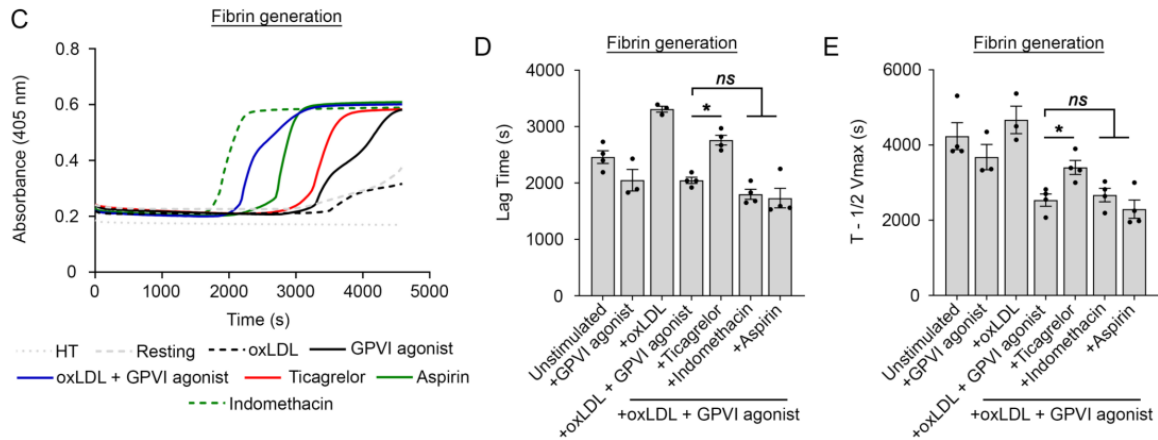 C
Fibrin generation
Absorbance (405 nm)
0.8
0.6
0.4
0.2
0
0 1000 2000 3000 4000 5000
Time (s)
HT Resting oxLDL GPVI agonist
oxLDL + GPVI agonist Ticagrelor Aspirin
Indomethacin
D
Fibrin generation
Lag Time (s)
4000
3000
2000
1000
0
ns
*
Unstimulated
+GPVI agonist
+oxLDL
+oxLDL + GPVI agonist
+Ticagrelor
+Indomethacin
+Aspirin
+oxLDL + GPVI agonist
E
Fibrin generation
T - 1/2 Vmax (s)
6000
4000
2000
0
ns
*
Unstimulated
+GPVI agonist
+oxLDL
+oxLDL + GPVI agonist
+Ticagrelor
+Indomethacin
+Aspirin
+oxLDL + GPVI agonist